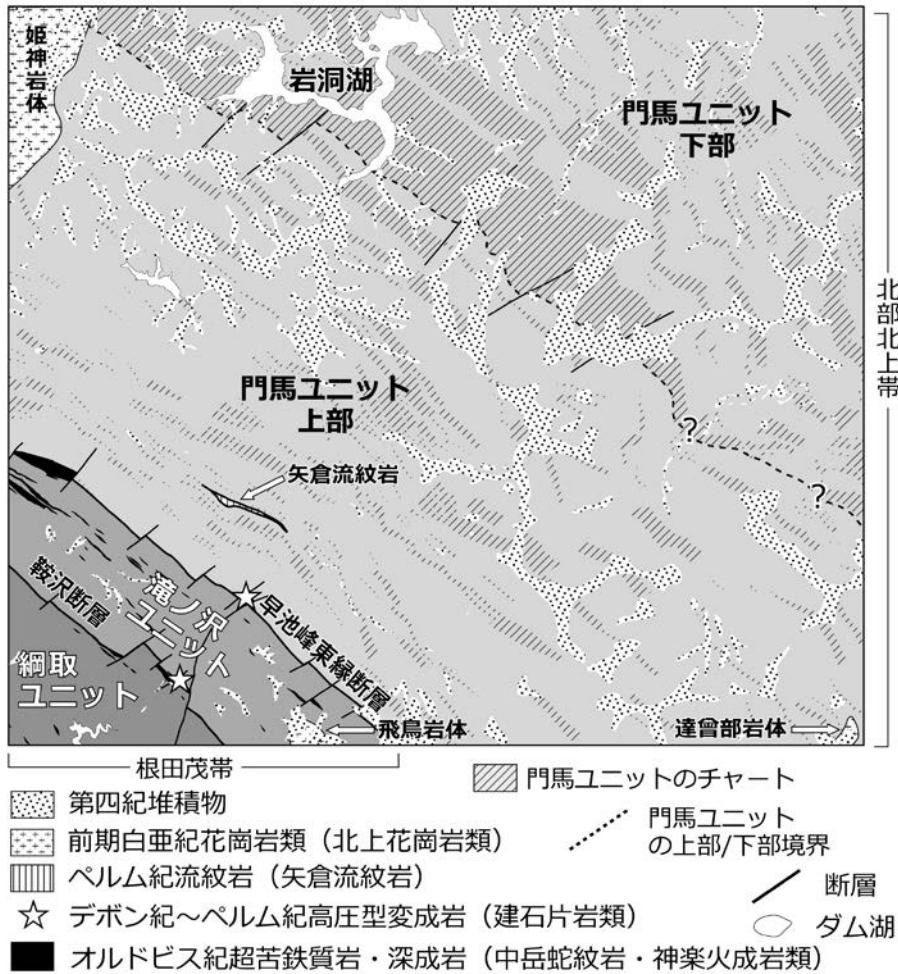 姫神岩体
岩洞湖
門馬ユニット
下部
北部北上帯
門馬ユニット
上部
矢倉流紋岩
?
?
滝ノ沢
ユニット
鞍沢断層
早池峰東縁断層
綱取
ユニット
飛鳥岩体
達曾部岩体
根田茂帯
門馬ユニットのチャート
第四紀堆積物
門馬ユニット
の上部/下部境界
前期白亜紀花崗岩類（北上花崗岩類）
ペルム紀流紋岩（矢倉流紋岩）
断層
デボン紀～ペルム紀高圧型変成岩（建石片岩類）
ダム湖
オルドビス紀超苦鉄質岩・深成岩（中岳蛇紋岩・神楽火成岩類）